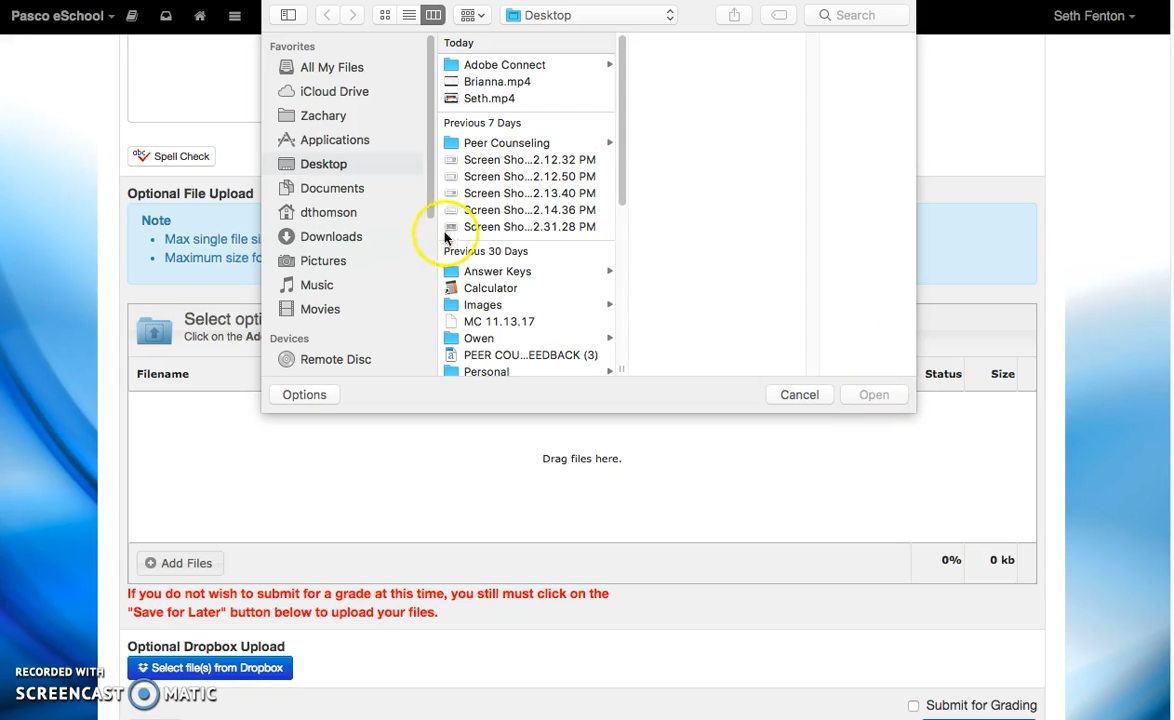 Pasco eSchool
Seth Fenton
Desktop
Search
Favorites
All My Files
iCloud Drive
Zachary
Applications
Desktop
Documents
dthomson
Downloads
Pictures
Music
Movies
Devices
Remote Disc
Today
Adobe Connect
Brianna.mp4
Seth.mp4
Previous 7 Days
Peer Counseling
Screen Sho...2.12.32 PM
Screen Sho...2.12.50 PM
Screen Sho...2.13.40 PM
Screen Sho...2.14.36 PM
Screen Sho...2.31.28 PM
Previous 30 Days
Answer Keys
Calculator
Images
MC 11.13.17
Owen
PEER COU...EEDBACK (3)
Personal
Options
Cancel
Open
abc
Spell Check
Optional File Upload
Note
Max single file si
Maximum size fo
Select opti
Click on the Ad
Filename
Status
Size
Drag files here.
Add Files
0%
0 kb
If you do not wish to submit for a grade at this time, you still must click on the
"Save for Later" button below to upload your files.
Optional Dropbox Upload
Select file(s) from Dropbox
Submit for Grading
RECORDED WITH
SCREENCAST MATIC